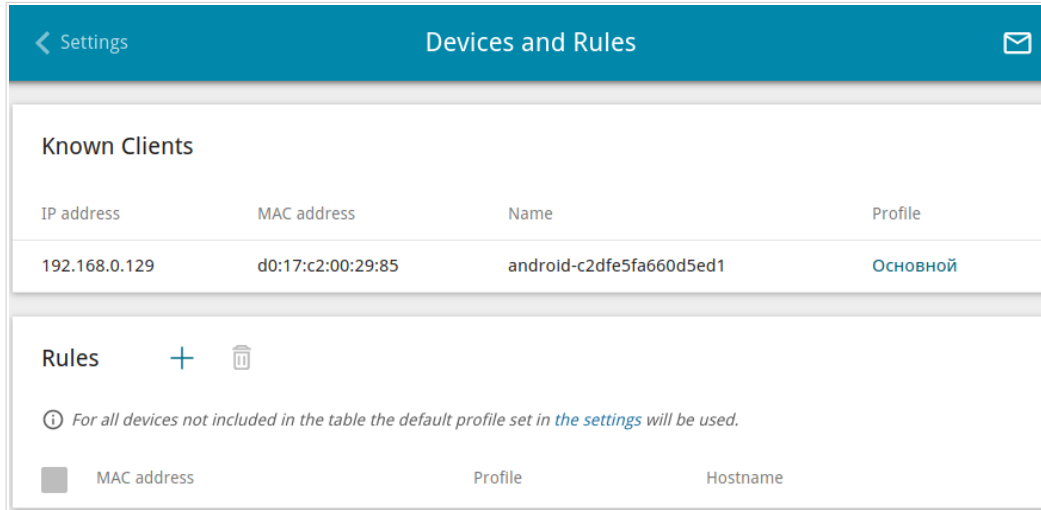 Settings Devices and Rules
Known Clients
IP address MAC address Name Profile
192.168.0.129 d0:17:c2:00:29:85 android-c2dfe5fa660d5ed1 Основной
Rules
For all devices not included in the table the default profile set in the settings will be used.
MAC address Profile Hostname